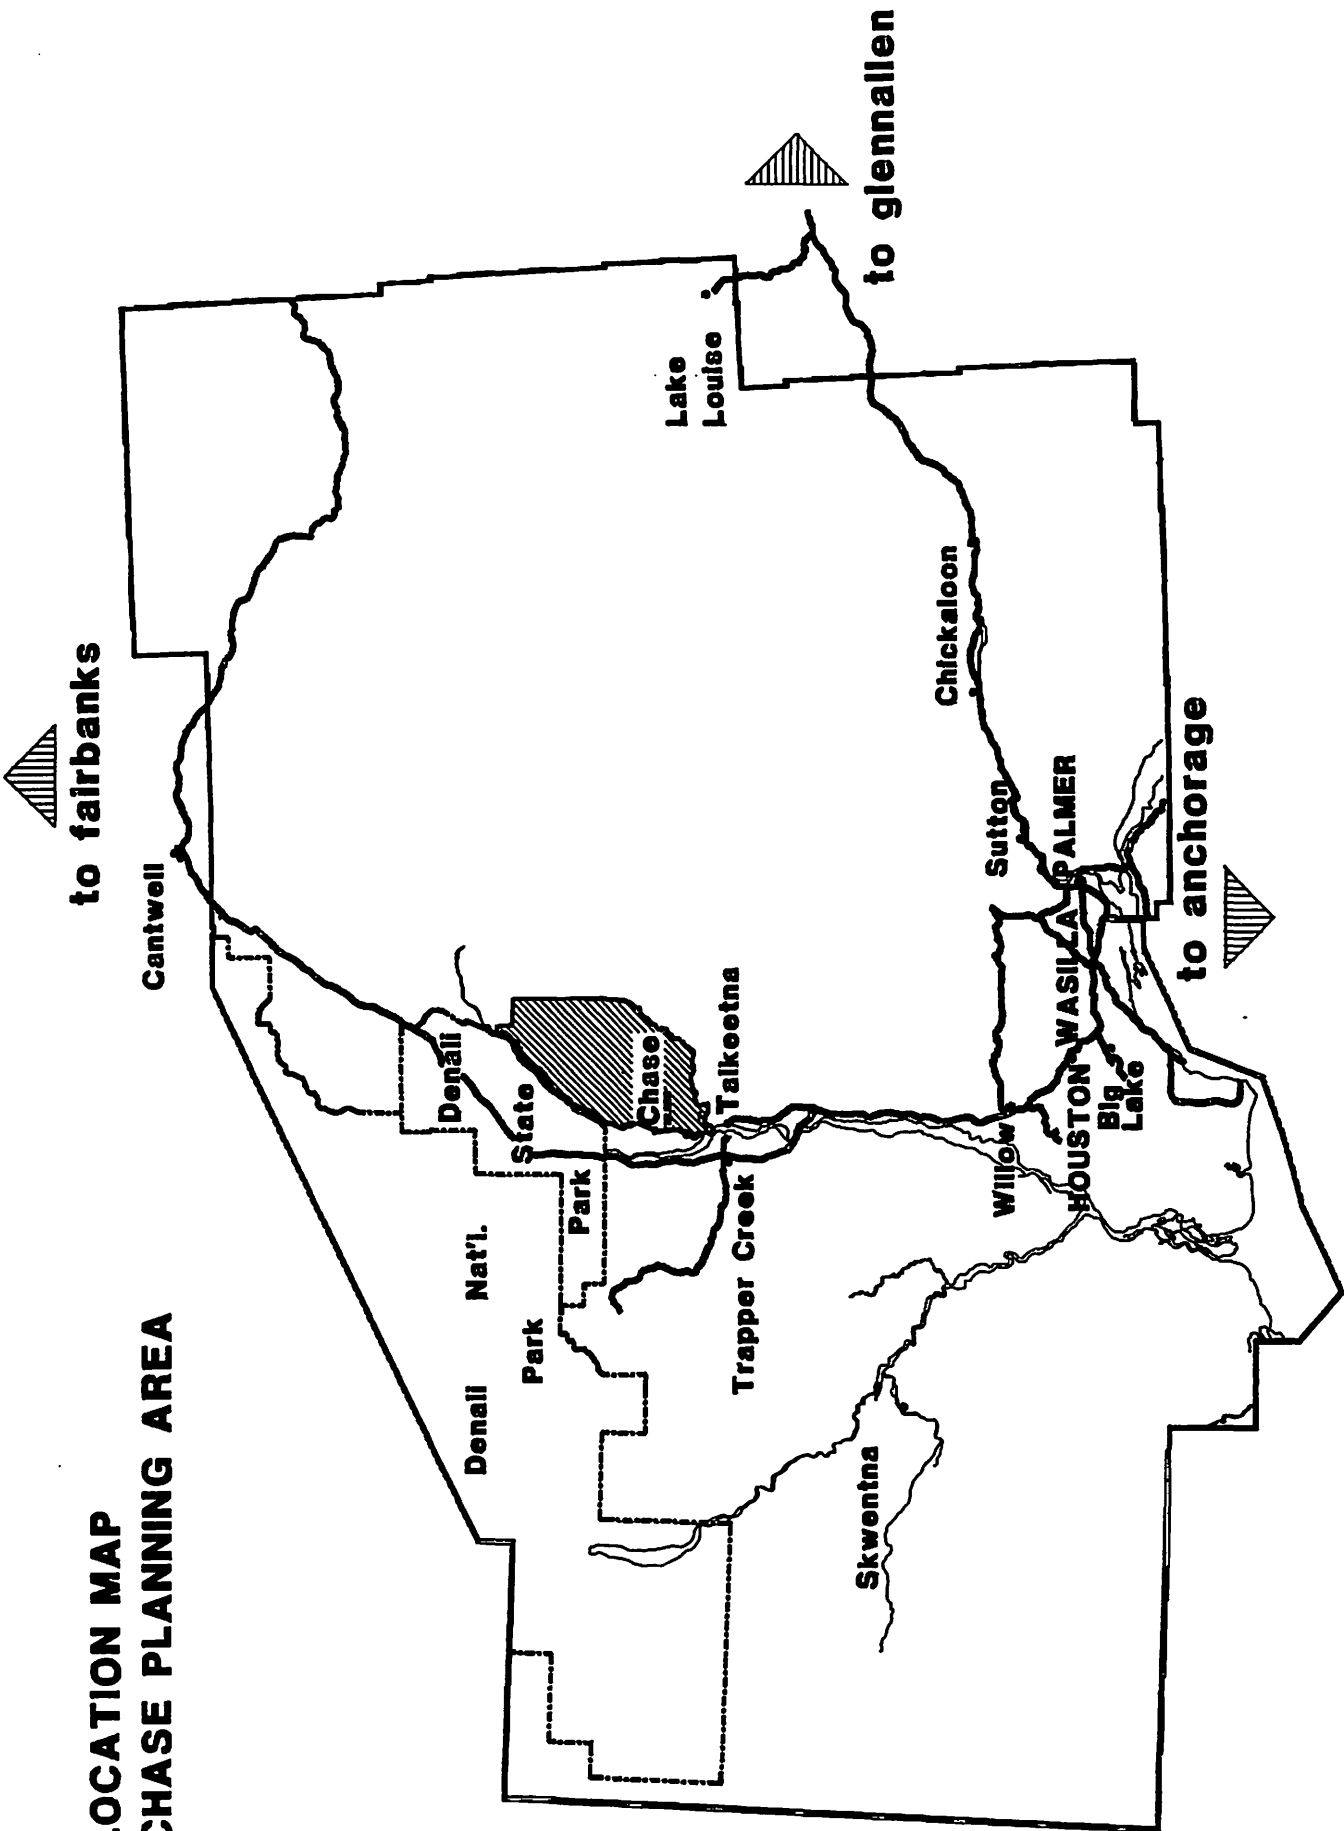 LOCATION MAP
CHASE PLANNING AREA
to fairbanks
Cantwell
Denali
Nat'l.
Park
Denali
State
Park
Chase
Talkeetna
Trapper Creek
Skwentna
Lake
Louise
to glennallen
Chickaloon
Sutton
PALMER
WASILLA
HOUSTON
Willow
Big
Lake
to anchorage